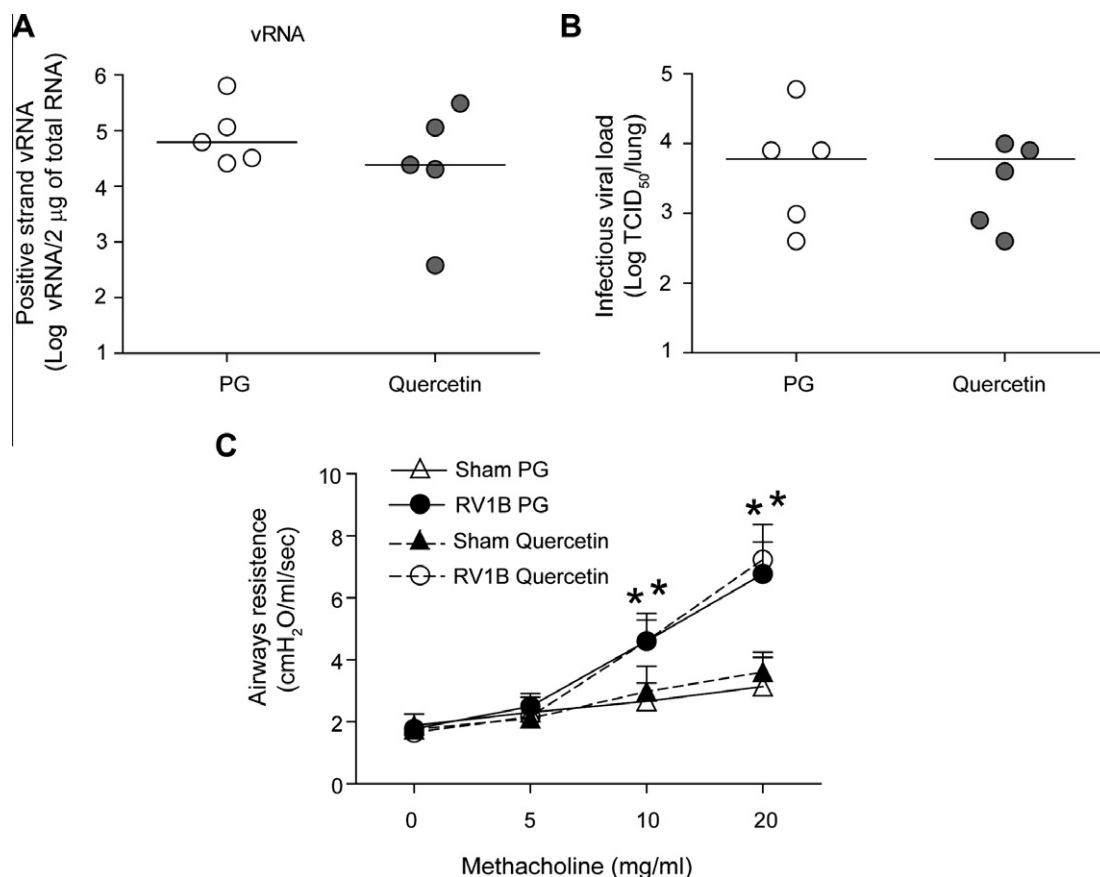 A
vRNA
Positive strand vRNA
(Log vRNA/2 μg of total RNA)
6
5
4
3
2
1
PG
Quercetin
B
Infectious viral load
(Log TCID50/lung)
5
4
3
2
1
PG
Quercetin
C
Sham PG
RV1B PG
Sham Quercetin
RV1B Quercetin
Airways resistence
(cmH2O/ml/sec)
10
8
6
4
2
0
* *
* *
0 5 10 20
Methacholine (mg/ml)